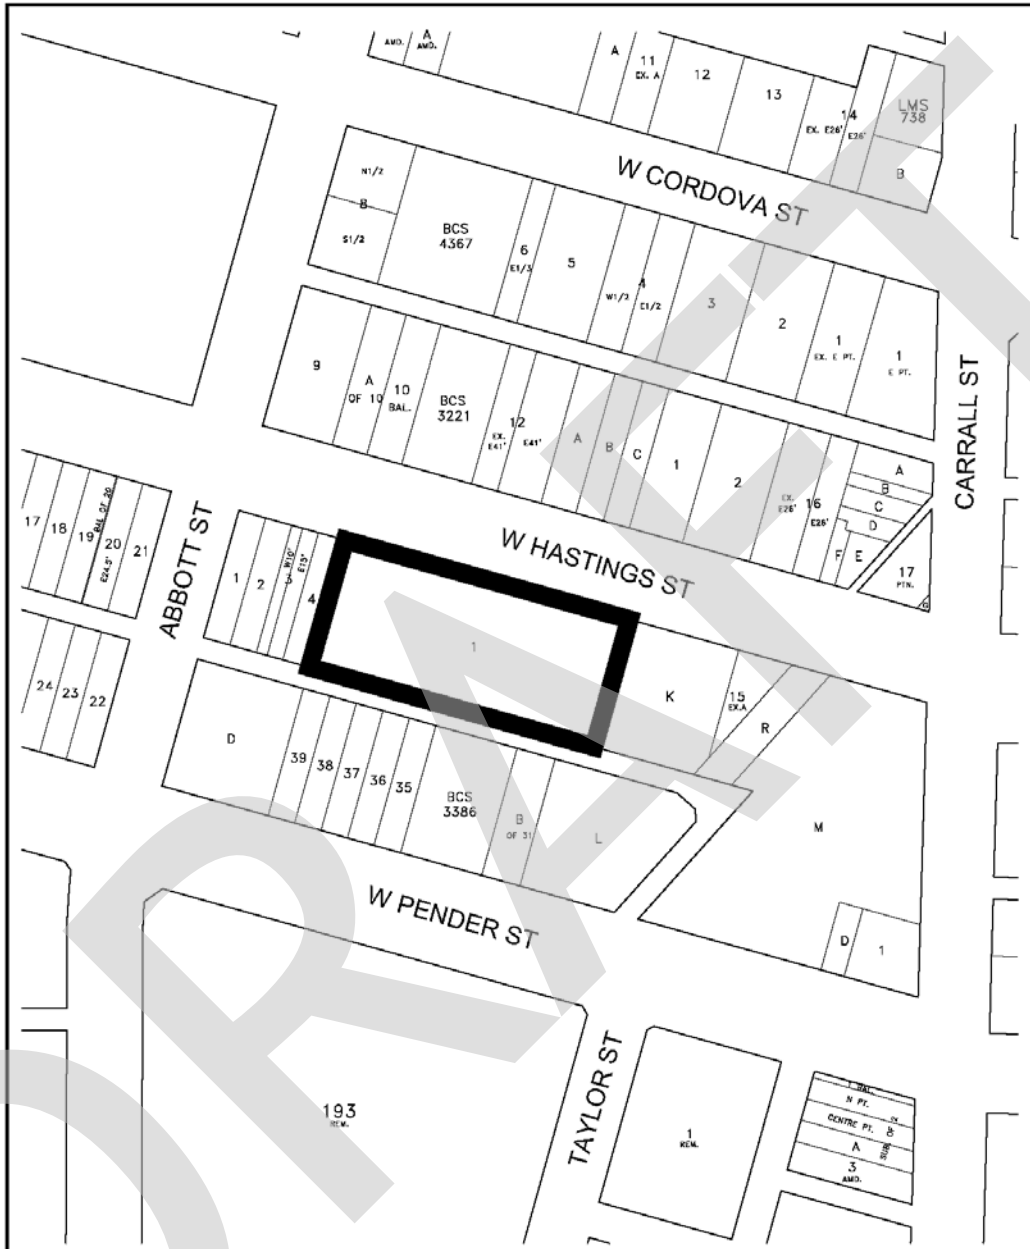 A
AMD.
AMD.
A
11
EX. A
12
13
14
EX. E26'
E26'
LMS
738
B
W CORDOVA ST
N1/2
8
S1/2
BCS
4367
6
E1/3
5
4
W1/2
E1/2
3
2
1
EX. E PT.
1
E PT.
CARRALL ST
9
A
OF 10
10
BAL.
BCS
3221
12
EX.
E41'
E41'
A
B
C
1
2
EX.
E26'
16
E26'
A
B
C
D
F
E
17
PTN.
G
W HASTINGS ST
ABBOTT ST
17
18
19
BAL OF 20
20
E24.5'
21
1
2
W10'
3
E15'
4
1
K
15
EX.A
R
M
24
23
22
D
39
38
37
36
35
BCS
3386
B
OF 31
L
D
1
W PENDER ST
TAYLOR ST
193
REM.
1
REM.
1 BAL.
N PT.
CENTRE PT.
SUBL OF 2
A
3
AMD.
DRAFT